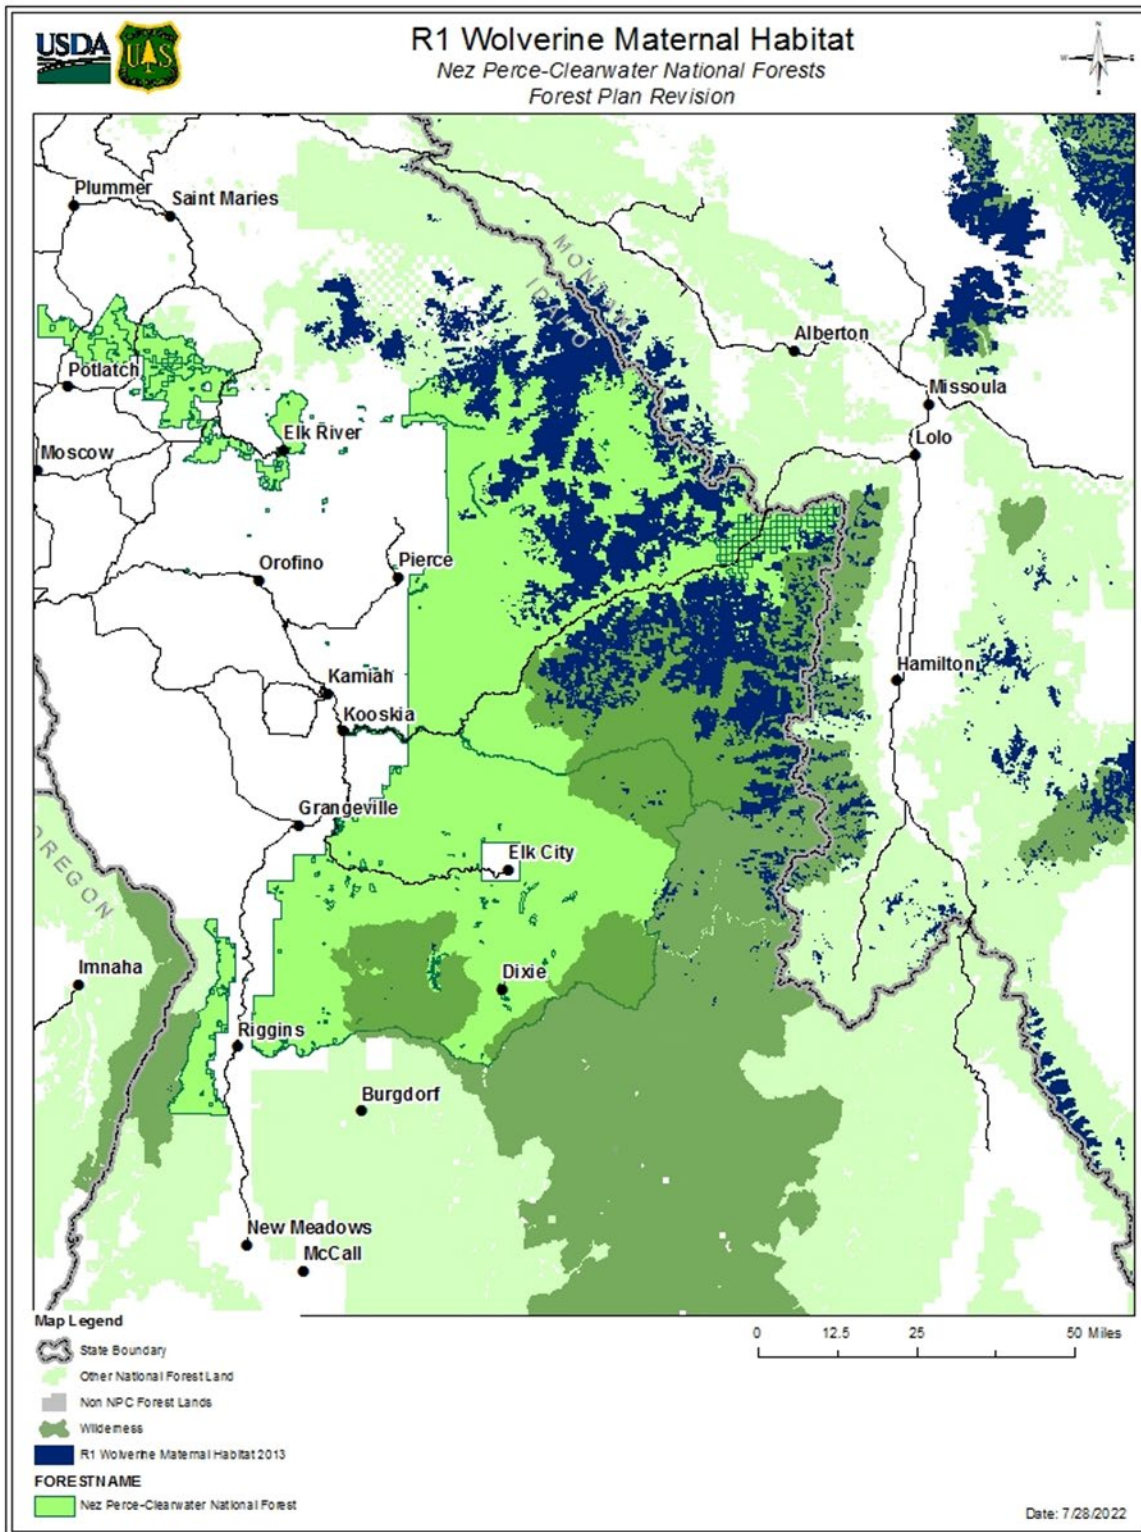 USDA
U S
R1 Wolverine Maternal Habitat
Nez Perce-Clearwater National Forests
Forest Plan Revision
N
W
E
S
Plummer
Saint Maries
MONTANA
IDAHO
Alberton
Potlatch
Missoula
Elk River
Lolo
Moscow
Orofino
Pierce
Kamiah
Hamilton
Kooskia
Grangeville
OREGON
Elk City
Imnaha
Dixie
Riggins
Burgdorf
New Meadows
McCall
Map Legend
State Boundary
Other National Forest Land
Non NPC Forest Lands
Wilderness
R1 Wolverine Maternal Habitat 2013
FORESTNAME
Nez Perce-Clearwater National Forest
0 12.5 25 50 Miles
Date: 7/28/2022